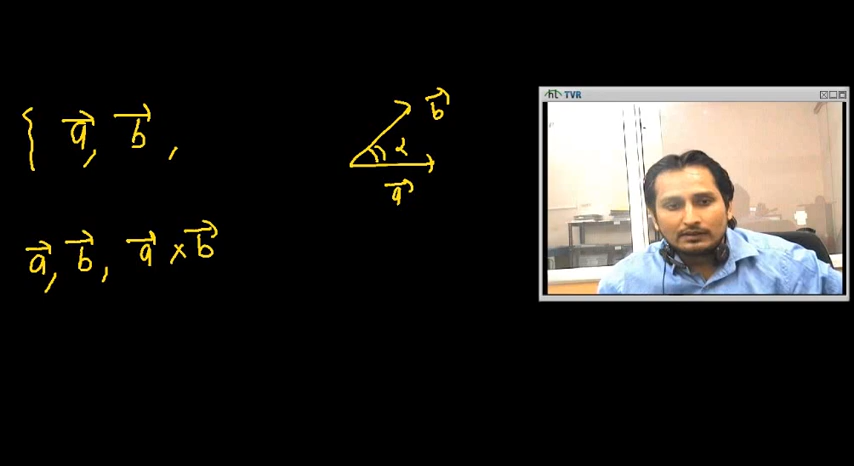 { a⃗, b⃗,
b⃗
α
a⃗
a⃗, b⃗, a⃗ × b⃗
TVR